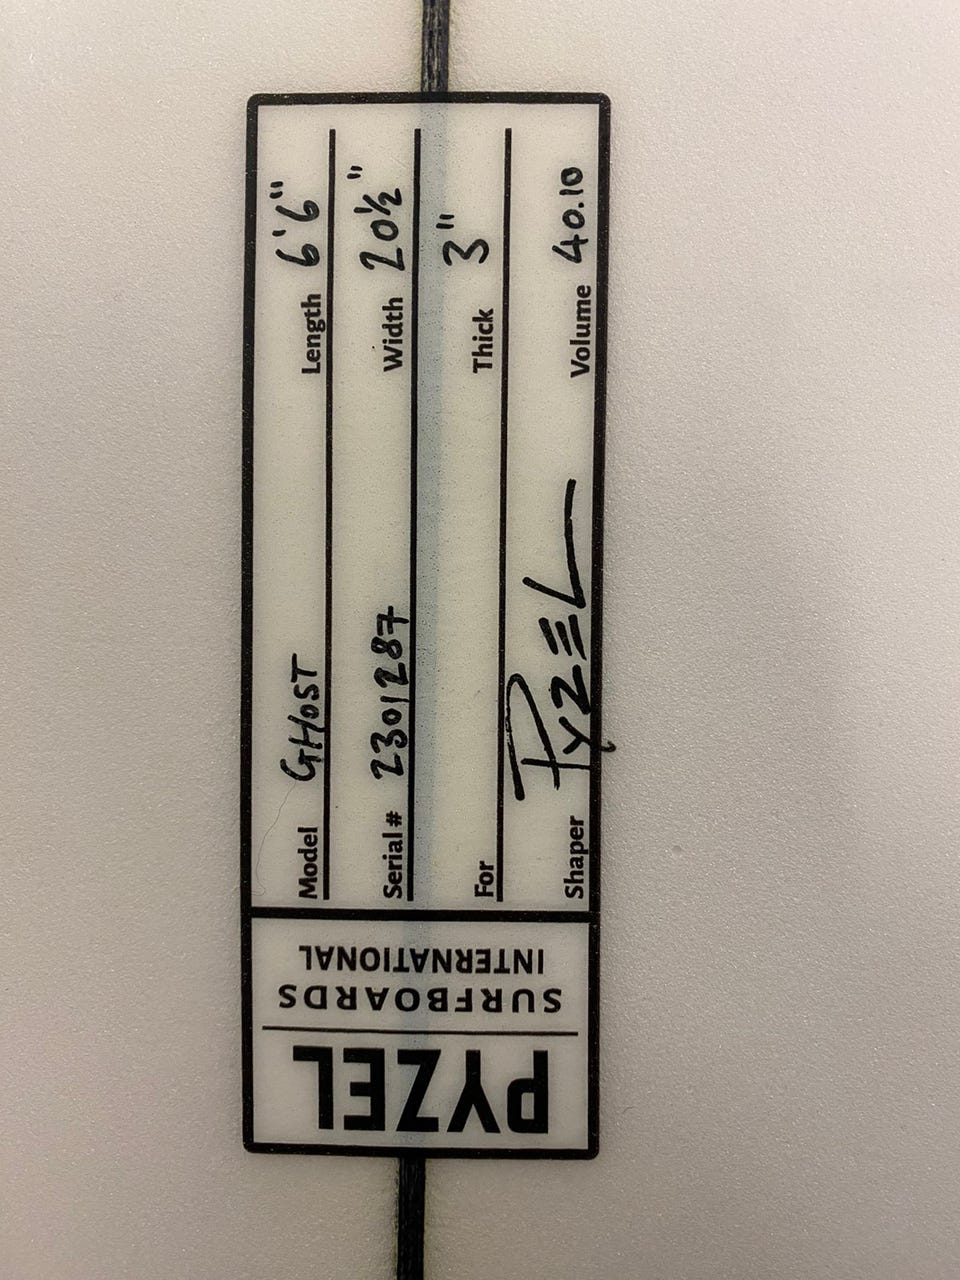 PYZEL
SURFBOARDS
INTERNATIONAL
Model GHOST Length 6'6"
Serial # 2301287 Width 20½"
For Thick 3"
Shaper PYZEL Volume 40.10